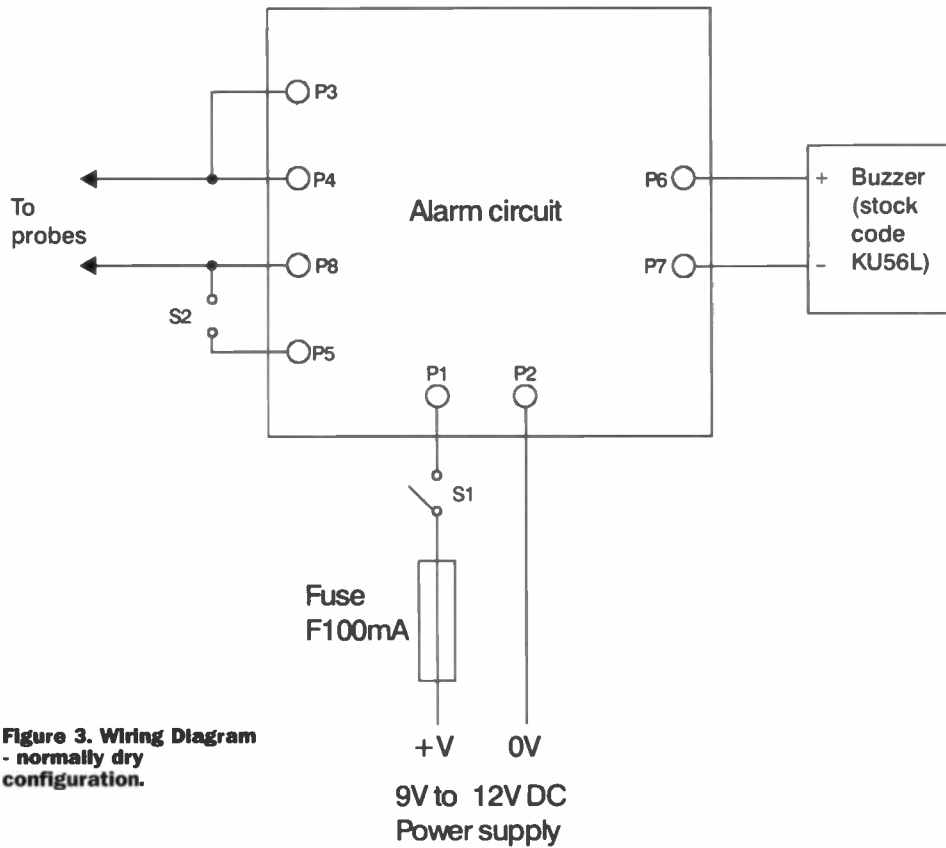 P3
P4
To
probes
P8
S2
P5
Alarm circuit
P6
P7
+ Buzzer
(stock
code
- KU56L)
P1
P2
S1
Fuse
F100mA
+V
0V
9V to 12V DC
Power supply
Figure 3. Wiring Diagram
- normally dry
configuration.